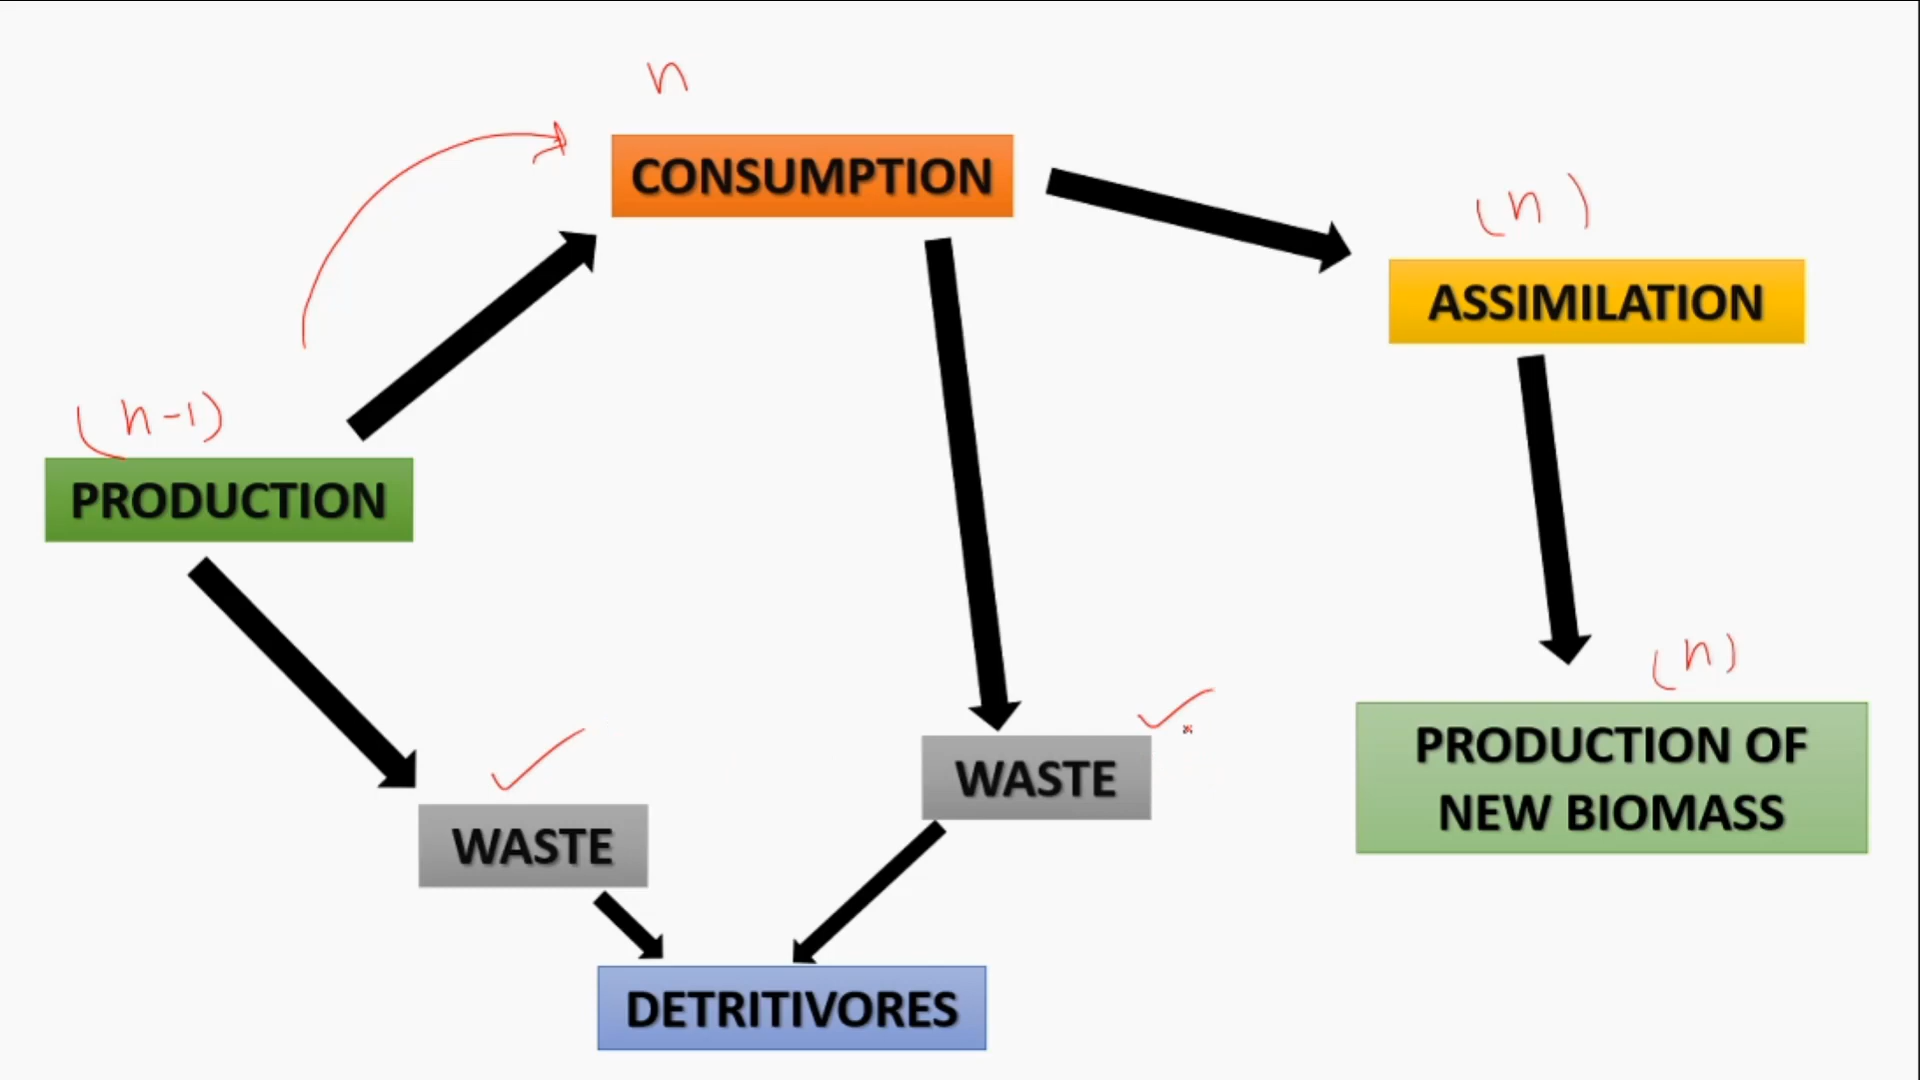 n
CONSUMPTION
(n)
ASSIMILATION
(n-1)
PRODUCTION
(n)
PRODUCTION OF
NEW BIOMASS
WASTE
WASTE
DETRITIVORES